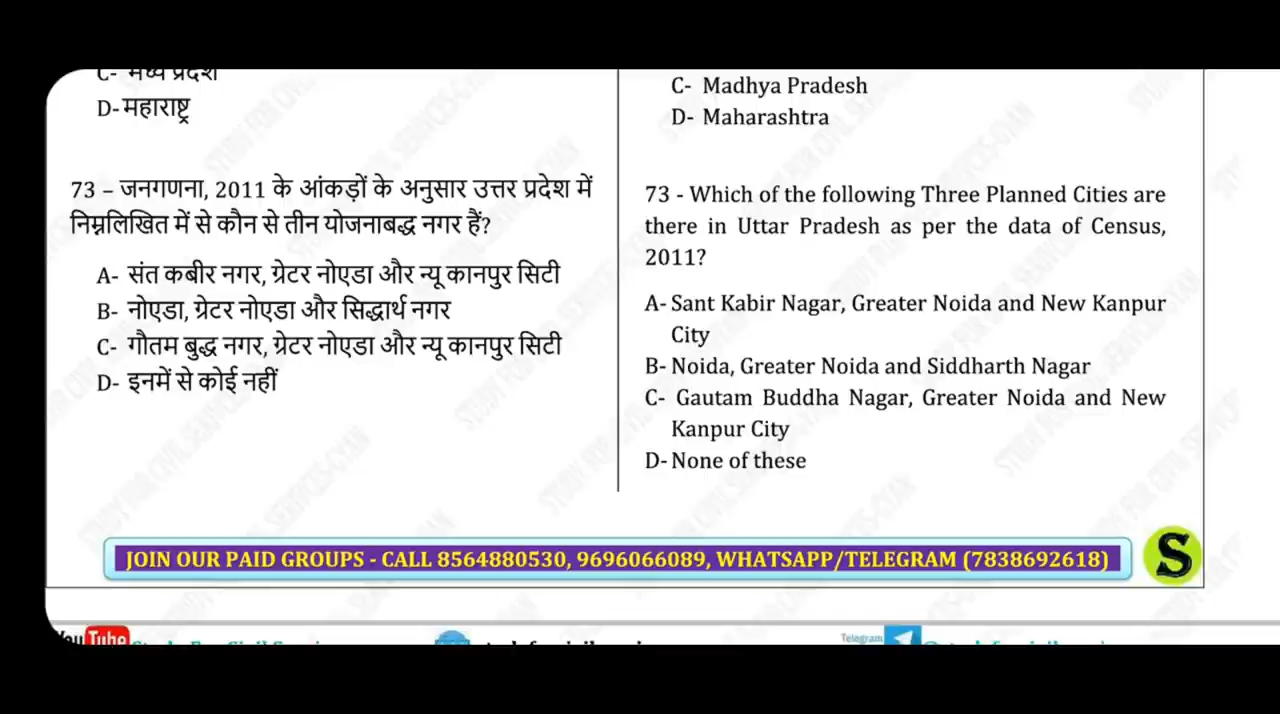 C- मध्य प्रदेश
D- महाराष्ट्र
73 – जनगणना, 2011 के आंकड़ों के अनुसार उत्तर प्रदेश में
निम्नलिखित में से कौन से तीन योजनाबद्ध नगर हैं?
A- संत कबीर नगर, ग्रेटर नोएडा और न्यू कानपुर सिटी
B- नोएडा, ग्रेटर नोएडा और सिद्धार्थ नगर
C- गौतम बुद्ध नगर, ग्रेटर नोएडा और न्यू कानपुर सिटी
D- इनमें से कोई नहीं
C- Madhya Pradesh
D- Maharashtra
73 - Which of the following Three Planned Cities are
there in Uttar Pradesh as per the data of Census,
2011?
A- Sant Kabir Nagar, Greater Noida and New Kanpur
City
B- Noida, Greater Noida and Siddharth Nagar
C- Gautam Buddha Nagar, Greater Noida and New
Kanpur City
D- None of these
JOIN OUR PAID GROUPS - CALL 8564880530, 9696066089, WHATSAPP/TELEGRAM (7838692618)
S
YouTube
Telegram